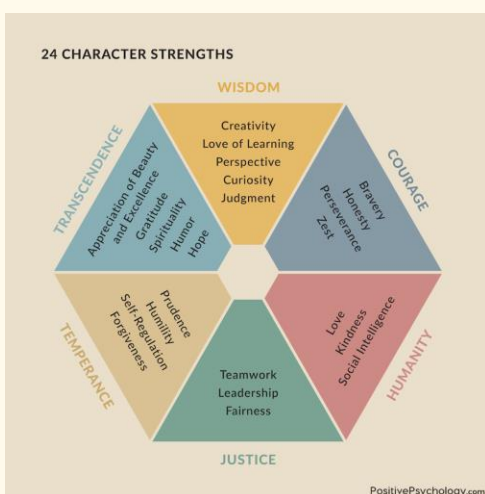 24 CHARACTER STRENGTHS
WISDOM
Creativity
Love of Learning
Perspective
Curiosity
Judgment
COURAGE
Bravery
Honesty
Perseverance
Zest
HUMANITY
Love
Kindness
Social Intelligence
JUSTICE
Teamwork
Leadership
Fairness
TEMPERANCE
Prudence
Humility
Self-Regulation
Forgiveness
TRANSCENDENCE
Appreciation of Beauty
and Excellence
Gratitude
Spirituality
Humor
Hope
PositivePsychology.com